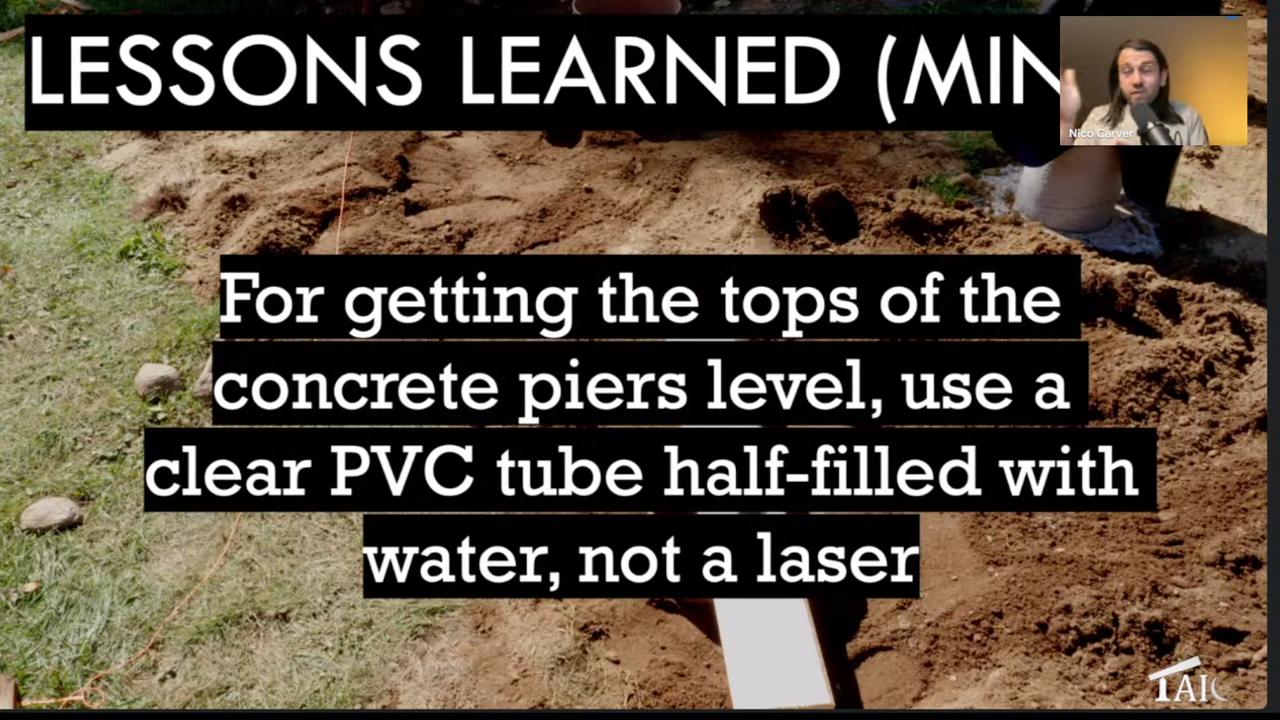 LESSONS LEARNED (MIN
Nico Carver
For getting the tops of the
concrete piers level, use a
clear PVC tube half-filled with
water, not a laser
TAIC